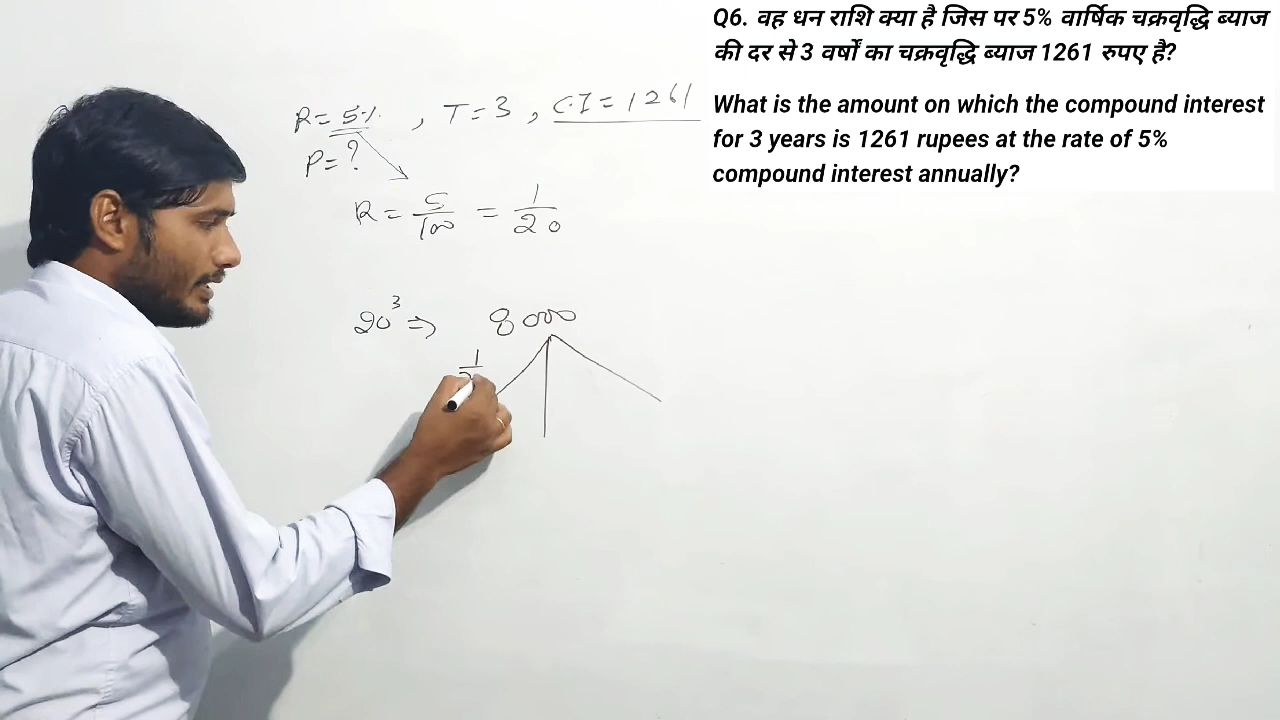 Q6. वह धन राशि क्या है जिस पर 5% वार्षिक चक्रवृद्धि ब्याज
की दर से 3 वर्षों का चक्रवृद्धि ब्याज 1261 रुपए है?
What is the amount on which the compound interest
for 3 years is 1261 rupees at the rate of 5%
compound interest annually?
R = 5%, T = 3, C.I = 1261
P = ?
R = 5/100 = 1/20
20³ ⇒ 8000
1